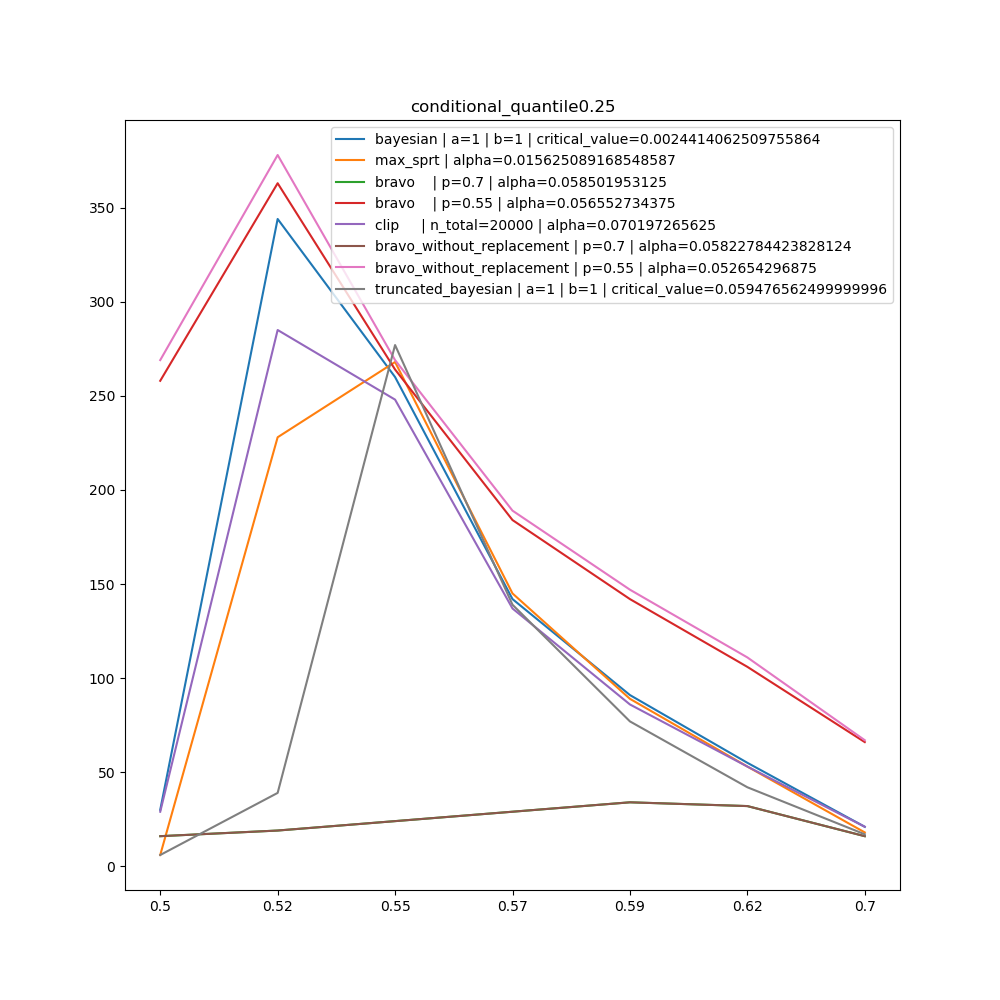 conditional_quantile0.25
bayesian | a=1 | b=1 | critical_value=0.0024414062509755864
max_sprt | alpha=0.015625089168548587
bravo    | p=0.7 | alpha=0.058501953125
bravo    | p=0.55 | alpha=0.056552734375
clip     | n_total=20000 | alpha=0.070197265625
bravo_without_replacement | p=0.7 | alpha=0.05822784423828124
bravo_without_replacement | p=0.55 | alpha=0.052654296875
truncated_bayesian | a=1 | b=1 | critical_value=0.059476562499999996
350
300
250
200
150
100
50
0
0.5 0.52 0.55 0.57 0.59 0.62 0.7